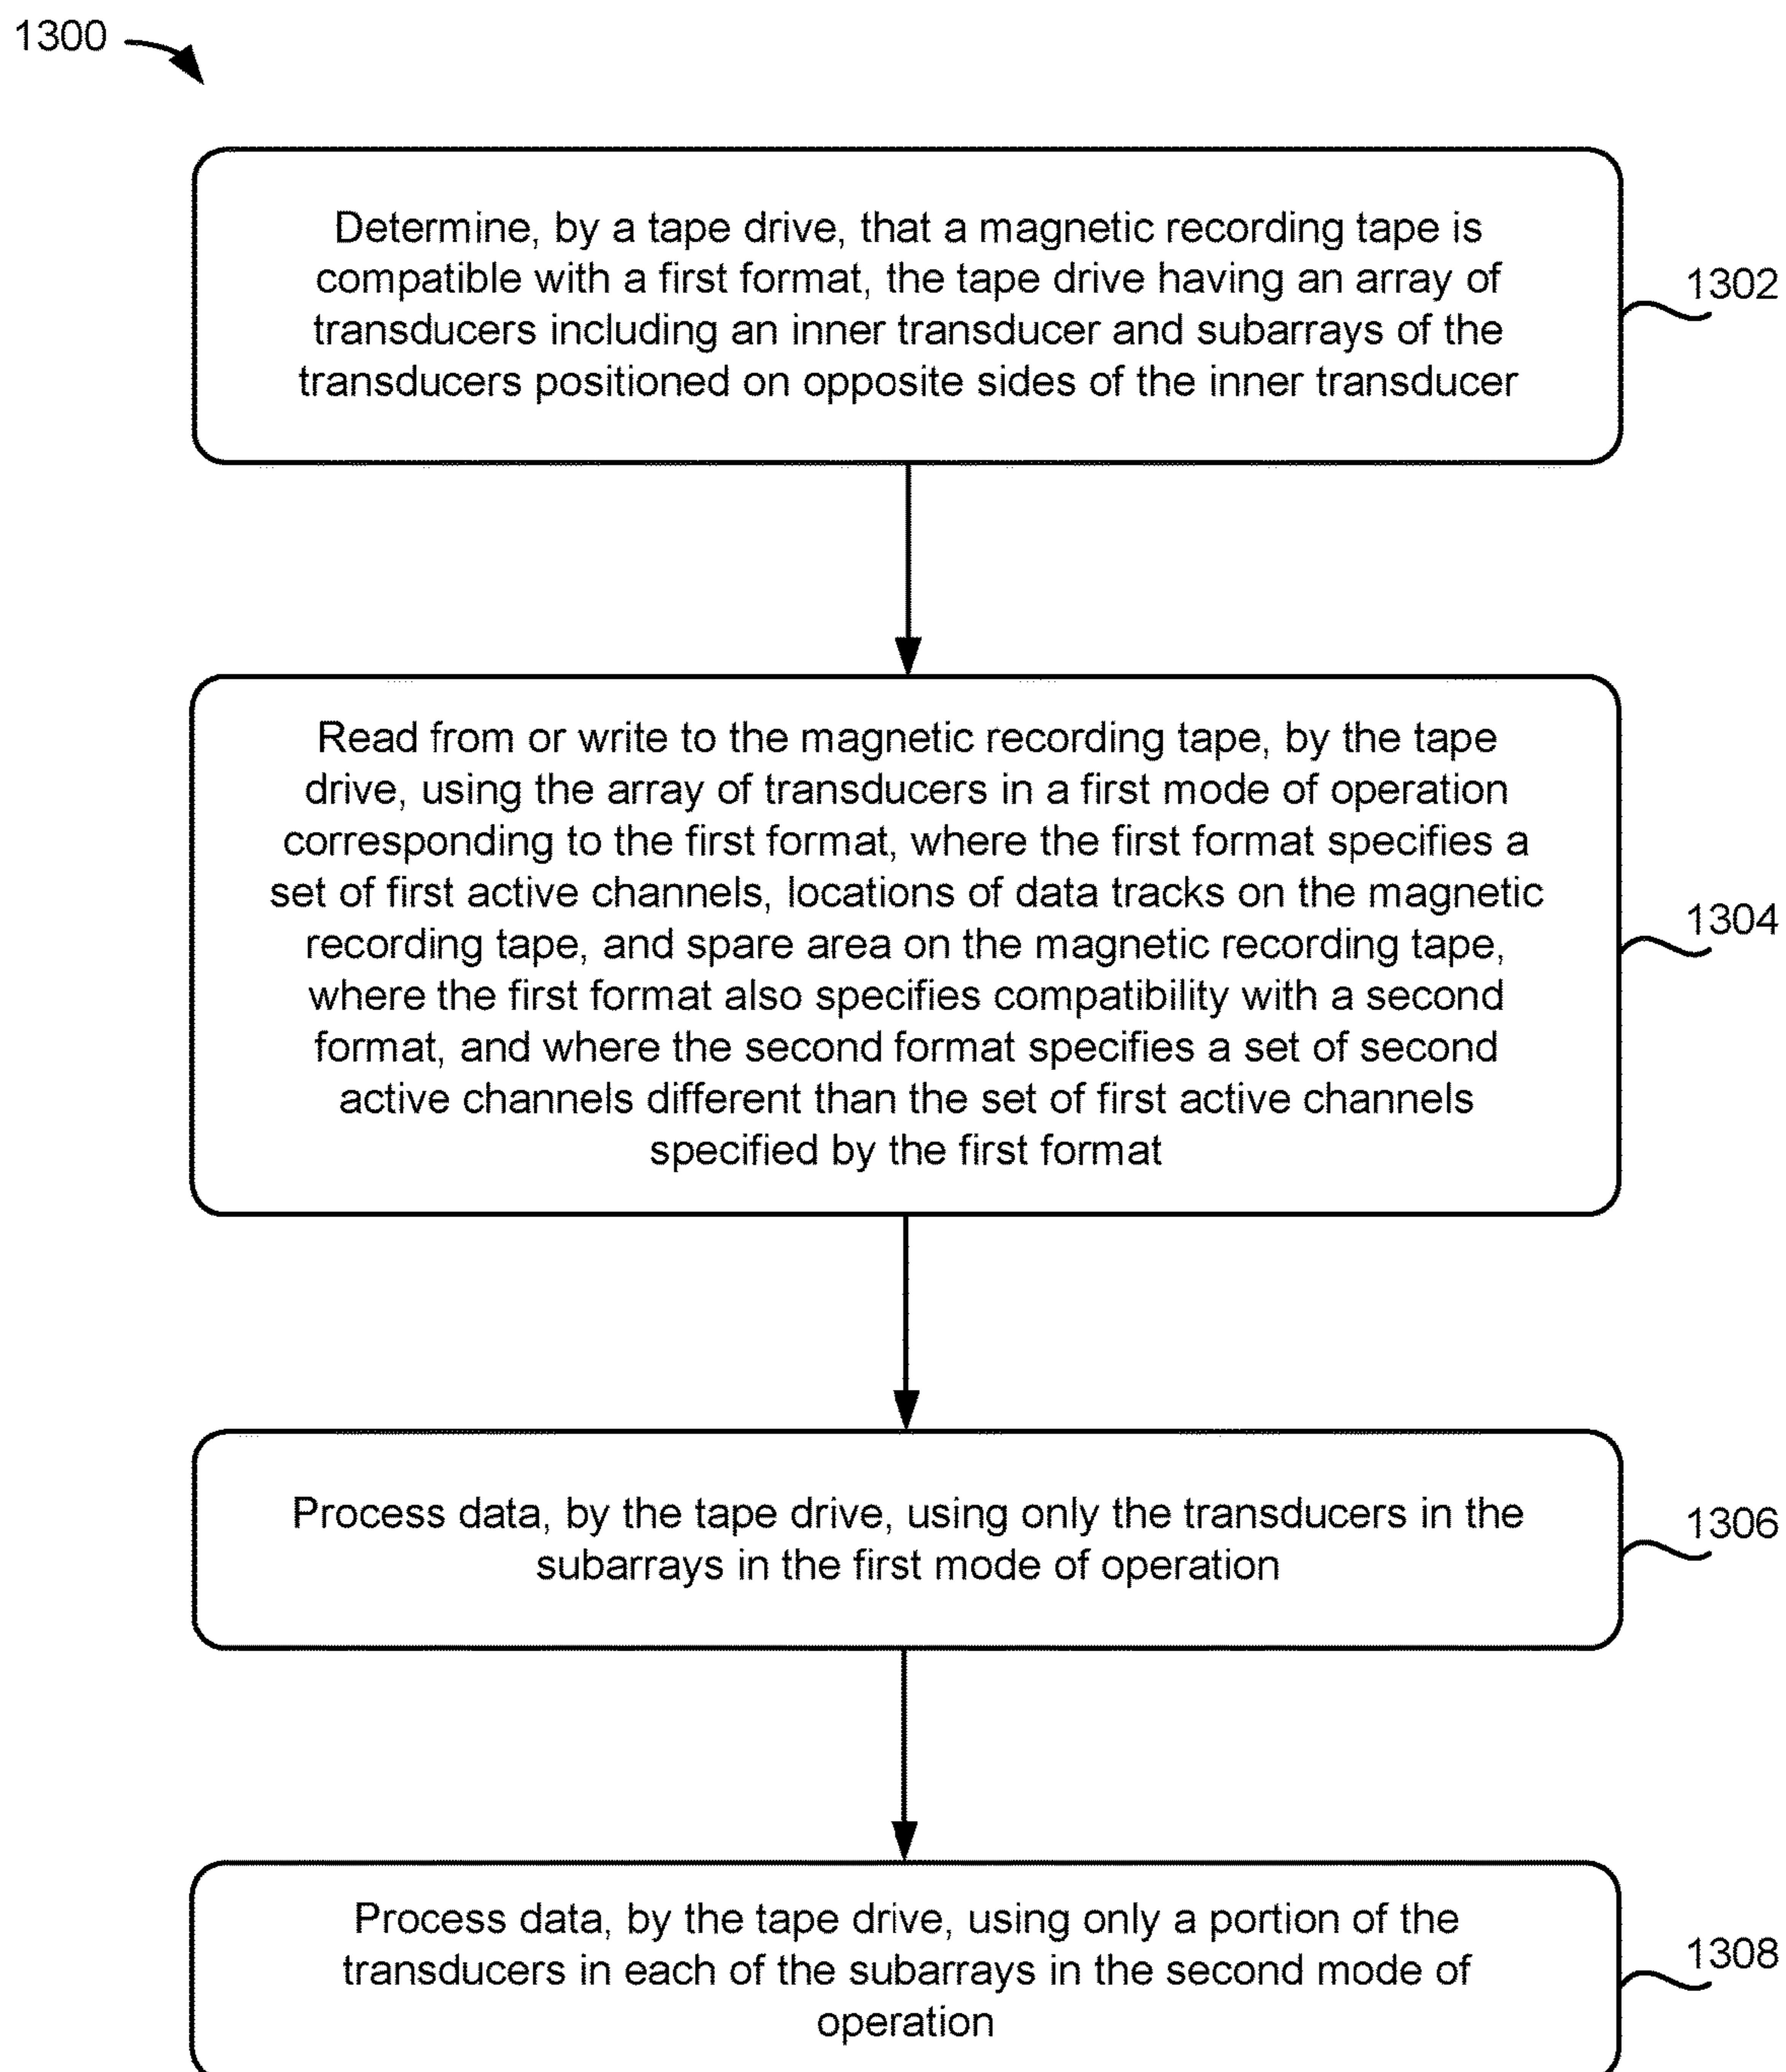 1300
Determine, by a tape drive, that a magnetic recording tape is
compatible with a first format, the tape drive having an array of
transducers including an inner transducer and subarrays of the
transducers positioned on opposite sides of the inner transducer
1302
Read from or write to the magnetic recording tape, by the tape
drive, using the array of transducers in a first mode of operation
corresponding to the first format, where the first format specifies a
set of first active channels, locations of data tracks on the magnetic
recording tape, and spare area on the magnetic recording tape,
where the first format also specifies compatibility with a second
format, and where the second format specifies a set of second
active channels different than the set of first active channels
specified by the first format
1304
Process data, by the tape drive, using only the transducers in the
subarrays in the first mode of operation
1306
Process data, by the tape drive, using only a portion of the
transducers in each of the subarrays in the second mode of
operation
1308